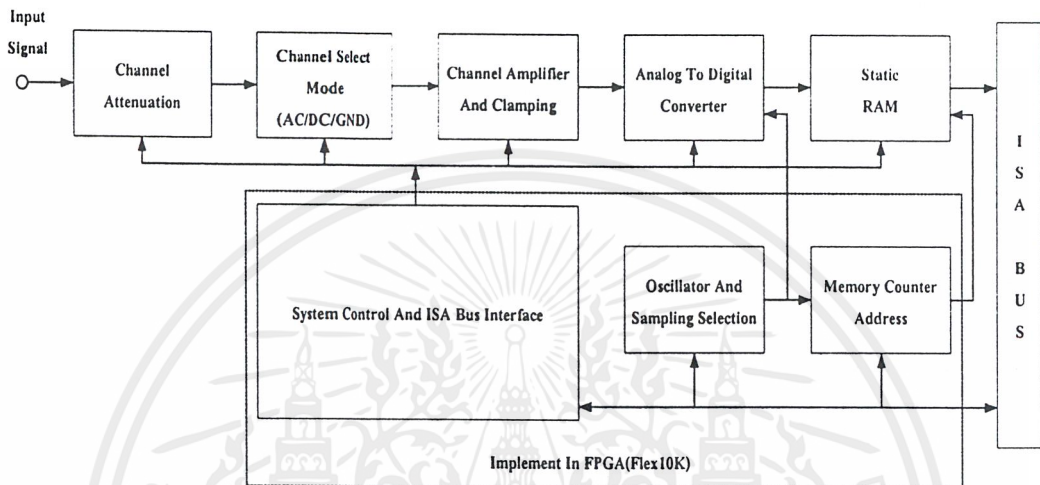 Input
Signal
Channel
Attenuation
Channel Select
Mode
(AC/DC/GND)
Channel Amplifier
And Clamping
Analog To Digital
Converter
Static
RAM
I
S
A
B
U
S
System Control And ISA Bus Interface
Oscillator And
Sampling Selection
Memory Counter
Address
Implement In FPGA(Flex10K)